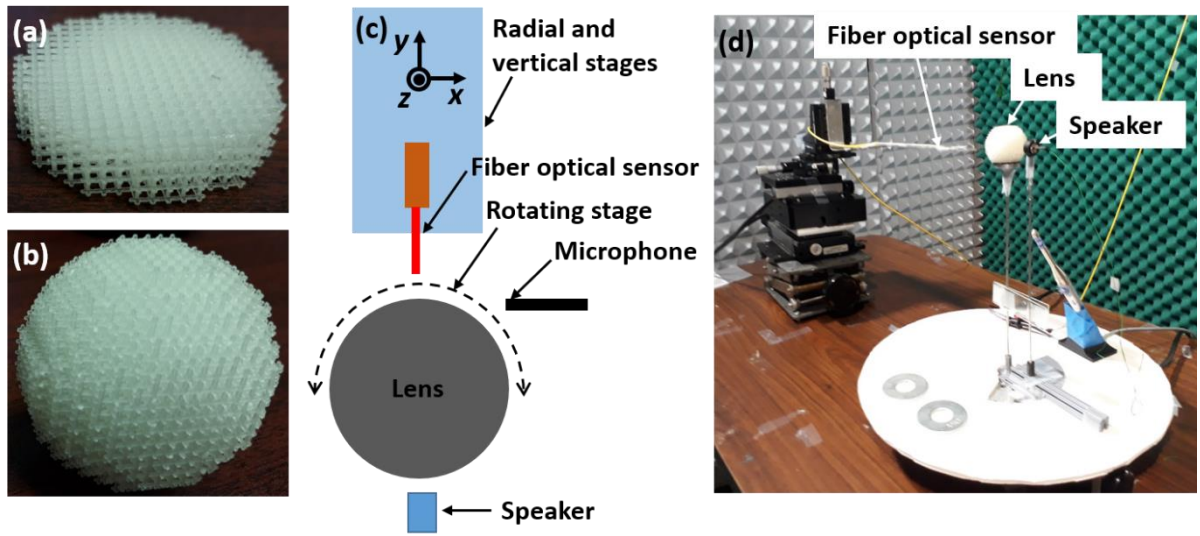 (a)
(b)
(c)
y
z
x
Radial and
vertical stages
Fiber optical sensor
Rotating stage
Microphone
Lens
Speaker
(d)
Fiber optical sensor
Lens
Speaker